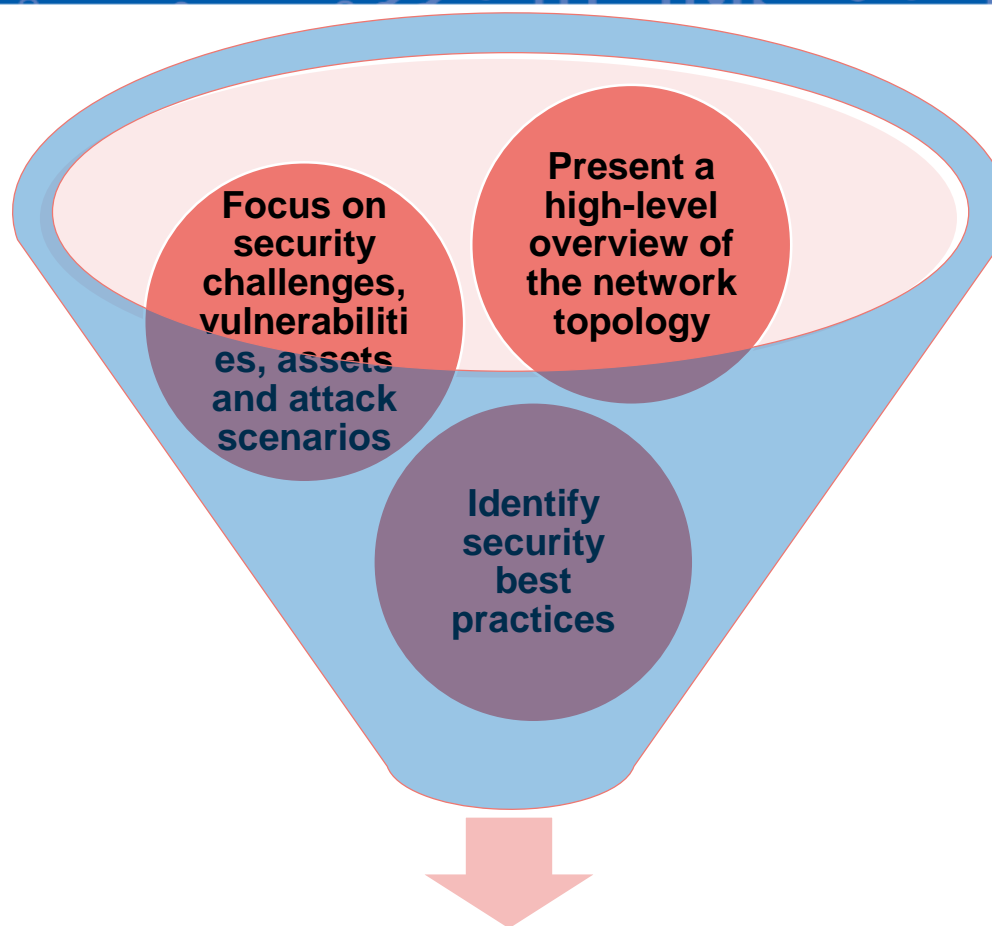 Focus on
security
challenges,
vulnerabiliti
es, assets
and attack
scenarios
Present a
high-level
overview of
the network
topology
Identify
security
best
practices